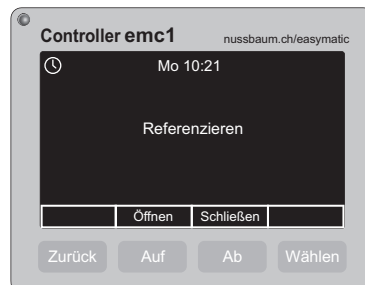 Controller emc1 nussbaum.ch/easymatic
Mo 10:21
Referenzieren
Öffnen Schließen
Zurück Auf Ab Wählen